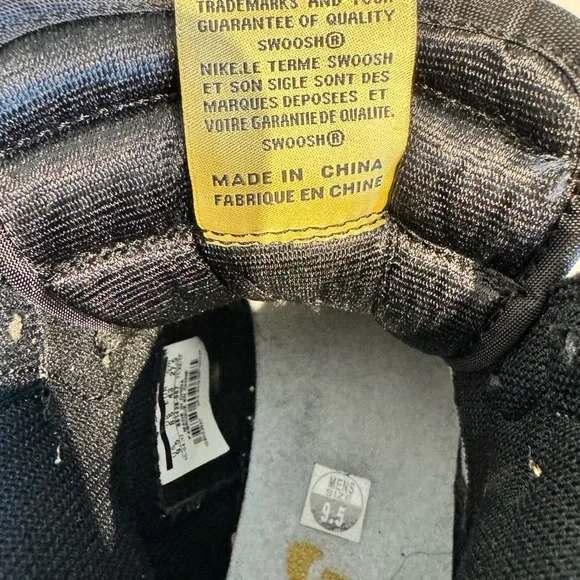 TRADEMARKS AND YOUR
GUARANTEE OF QUALITY
SWOOSH®
NIKE.LE TERME SWOOSH
ET SON SIGLE SONT DES
MARQUES DEPOSEES ET
VOTRE GARANTIE DE QUALITE.
SWOOSH®
MADE IN CHINA
FABRIQUE EN CHINE
MENS
SIZE
9.5